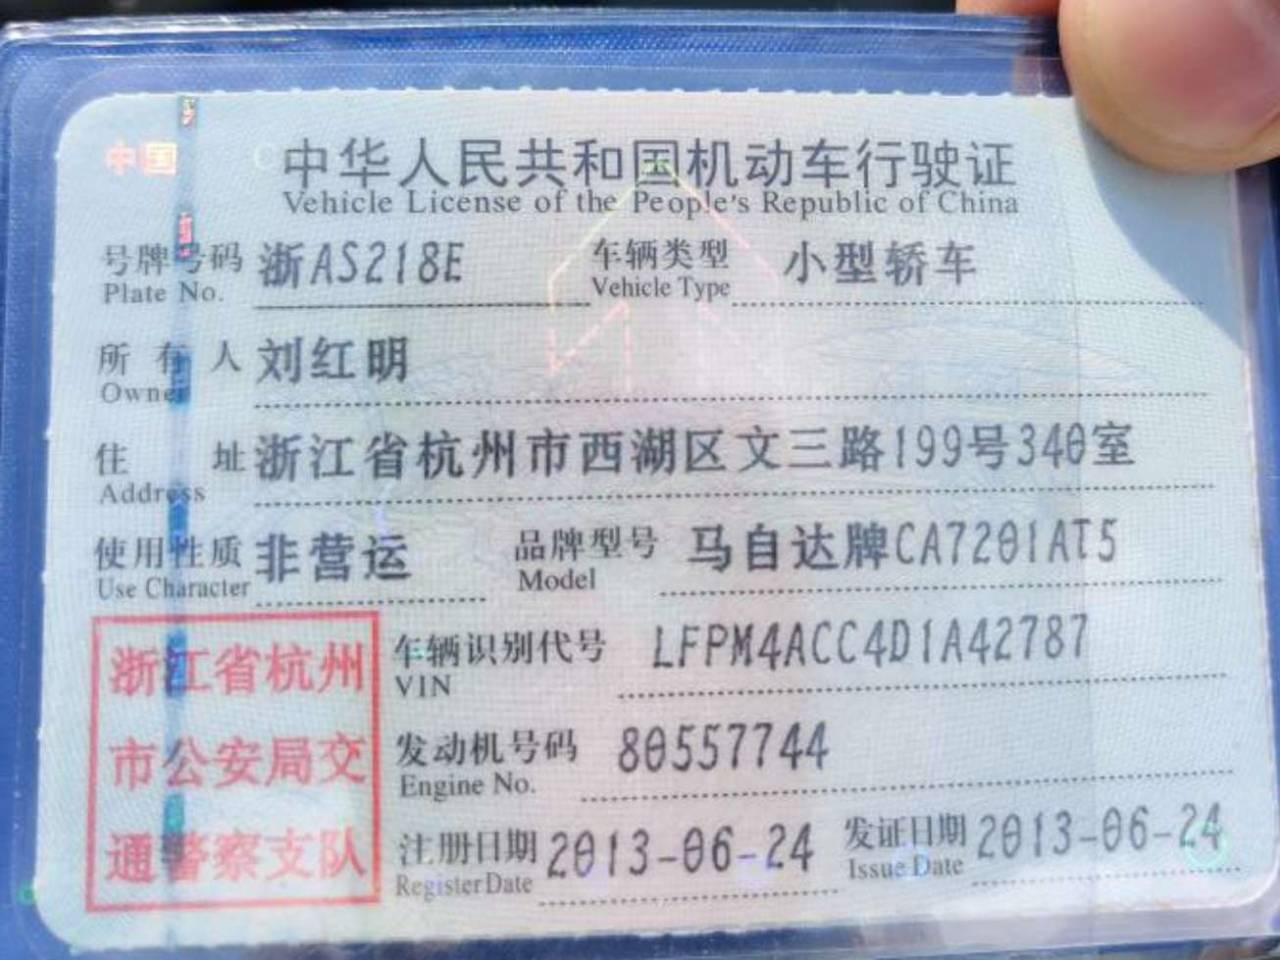 中国
中华人民共和国机动车行驶证
Vehicle License of the People's Republic of China
号牌号码 浙AS218E 车辆类型 小型轿车
Plate No. Vehicle Type
所有人 刘红明
Owner
住址 浙江省杭州市西湖区文三路199号340室
Address
使用性质 非营运 品牌型号 马自达牌CA7201AT5
Use Character Model
浙江省杭州 车辆识别代号 LFPM4ACC4D1A42787
VIN
市公安局交 发动机号码 80557744
Engine No.
通警察支队 注册日期 2013-06-24 发证日期 2013-06-24
Register Date Issue Date